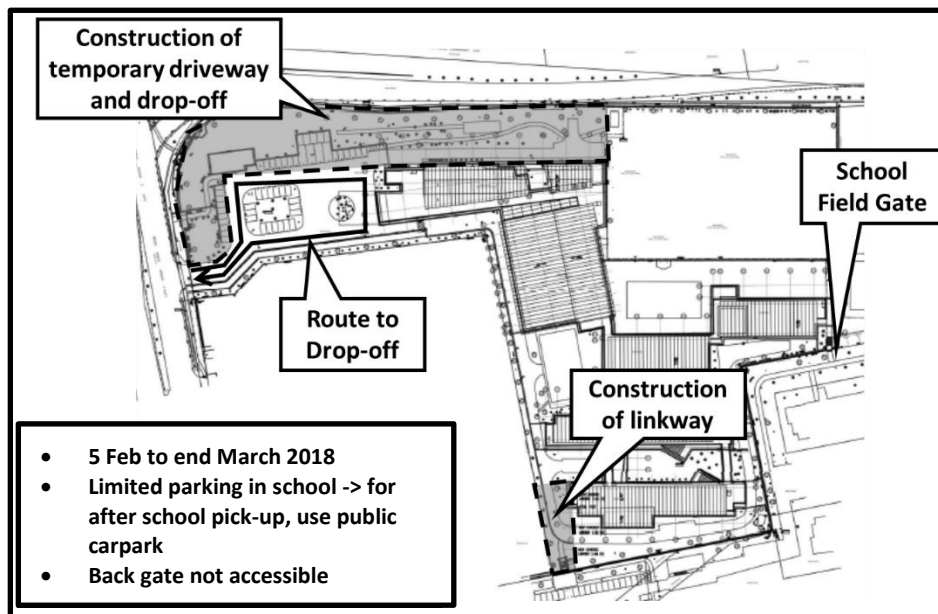 Construction of
temporary driveway
and drop-off
School
Field Gate
Route to
Drop-off
Construction
of linkway
• 5 Feb to end March 2018
• Limited parking in school -> for
after school pick-up, use public
carpark
• Back gate not accessible